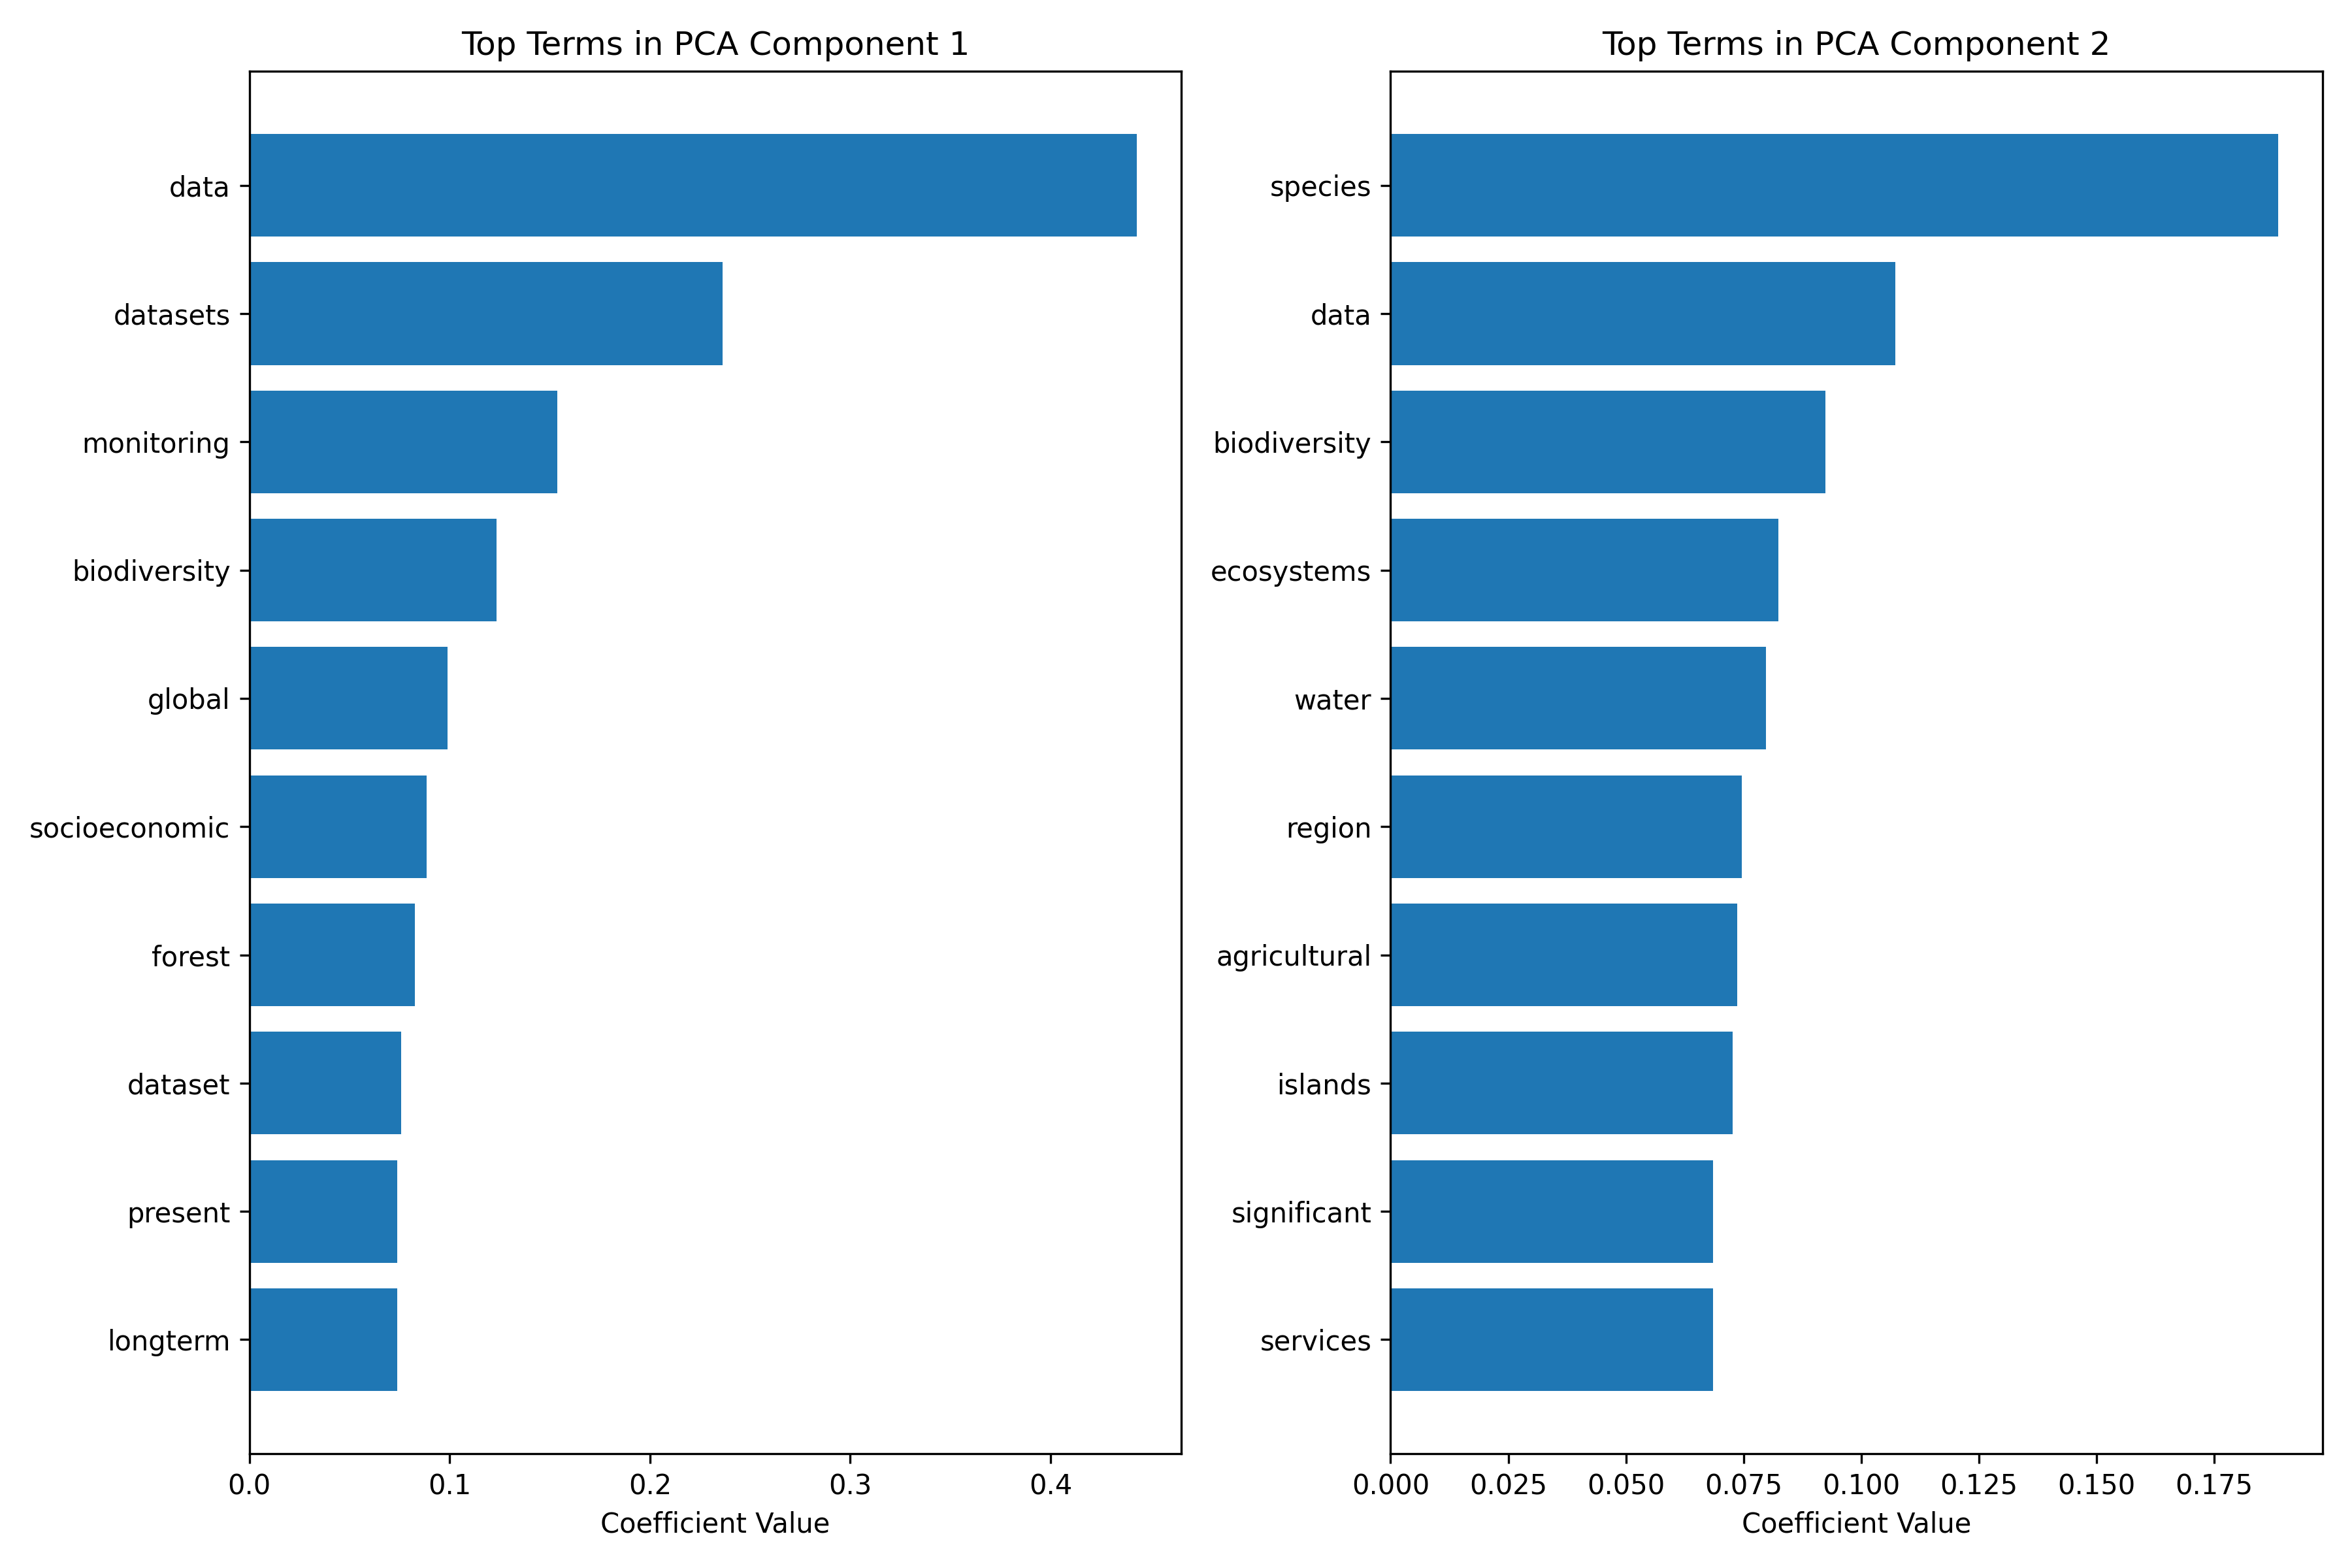 Top Terms in PCA Component 1
data
datasets
monitoring
biodiversity
global
socioeconomic
forest
dataset
present
longterm
0.0 0.1 0.2 0.3 0.4
Coefficient Value
Top Terms in PCA Component 2
species
data
biodiversity
ecosystems
water
region
agricultural
islands
significant
services
0.000 0.025 0.050 0.075 0.100 0.125 0.150 0.175
Coefficient Value